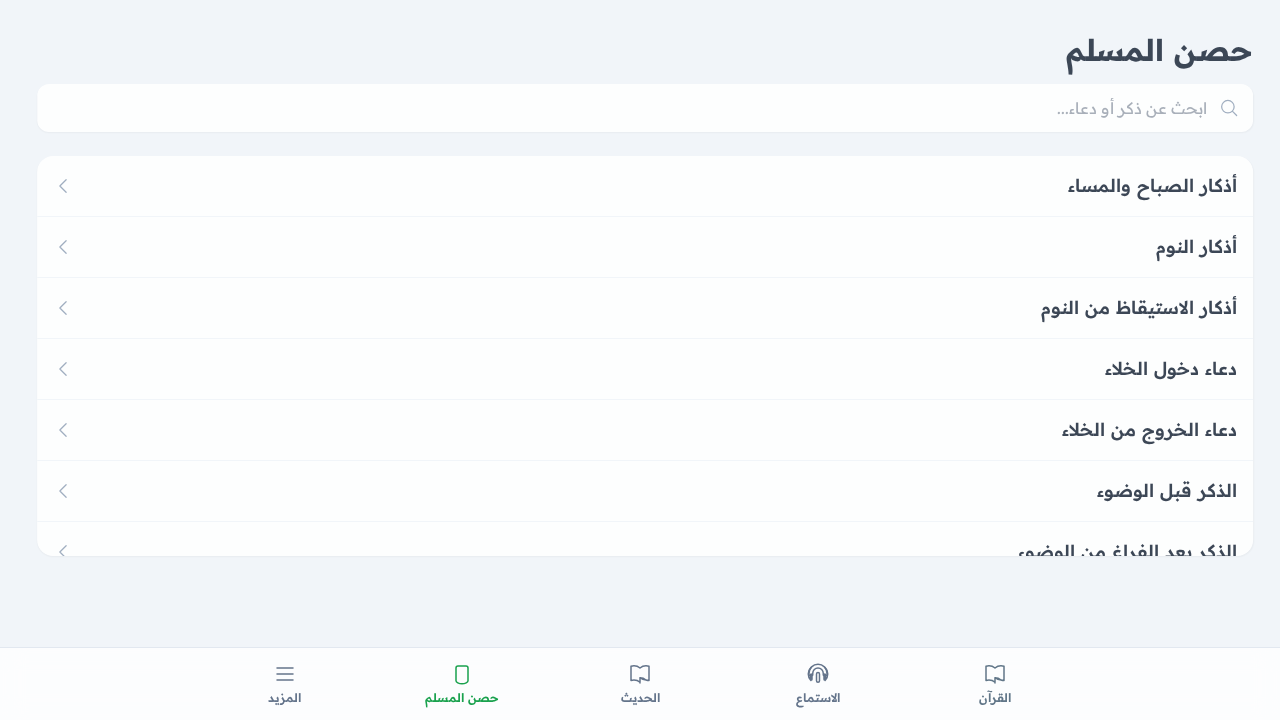 حصن المسلم
ابحث عن ذكر أو دعاء...
أذكار الصباح والمساء
أذكار النوم
أذكار الاستيقاظ من النوم
دعاء دخول الخلاء
دعاء الخروج من الخلاء
الذكر قبل الوضوء
الذكر بعد الفراغ من الوضوء
القرآن
الاستماع
الحديث
حصن المسلم
المزيد